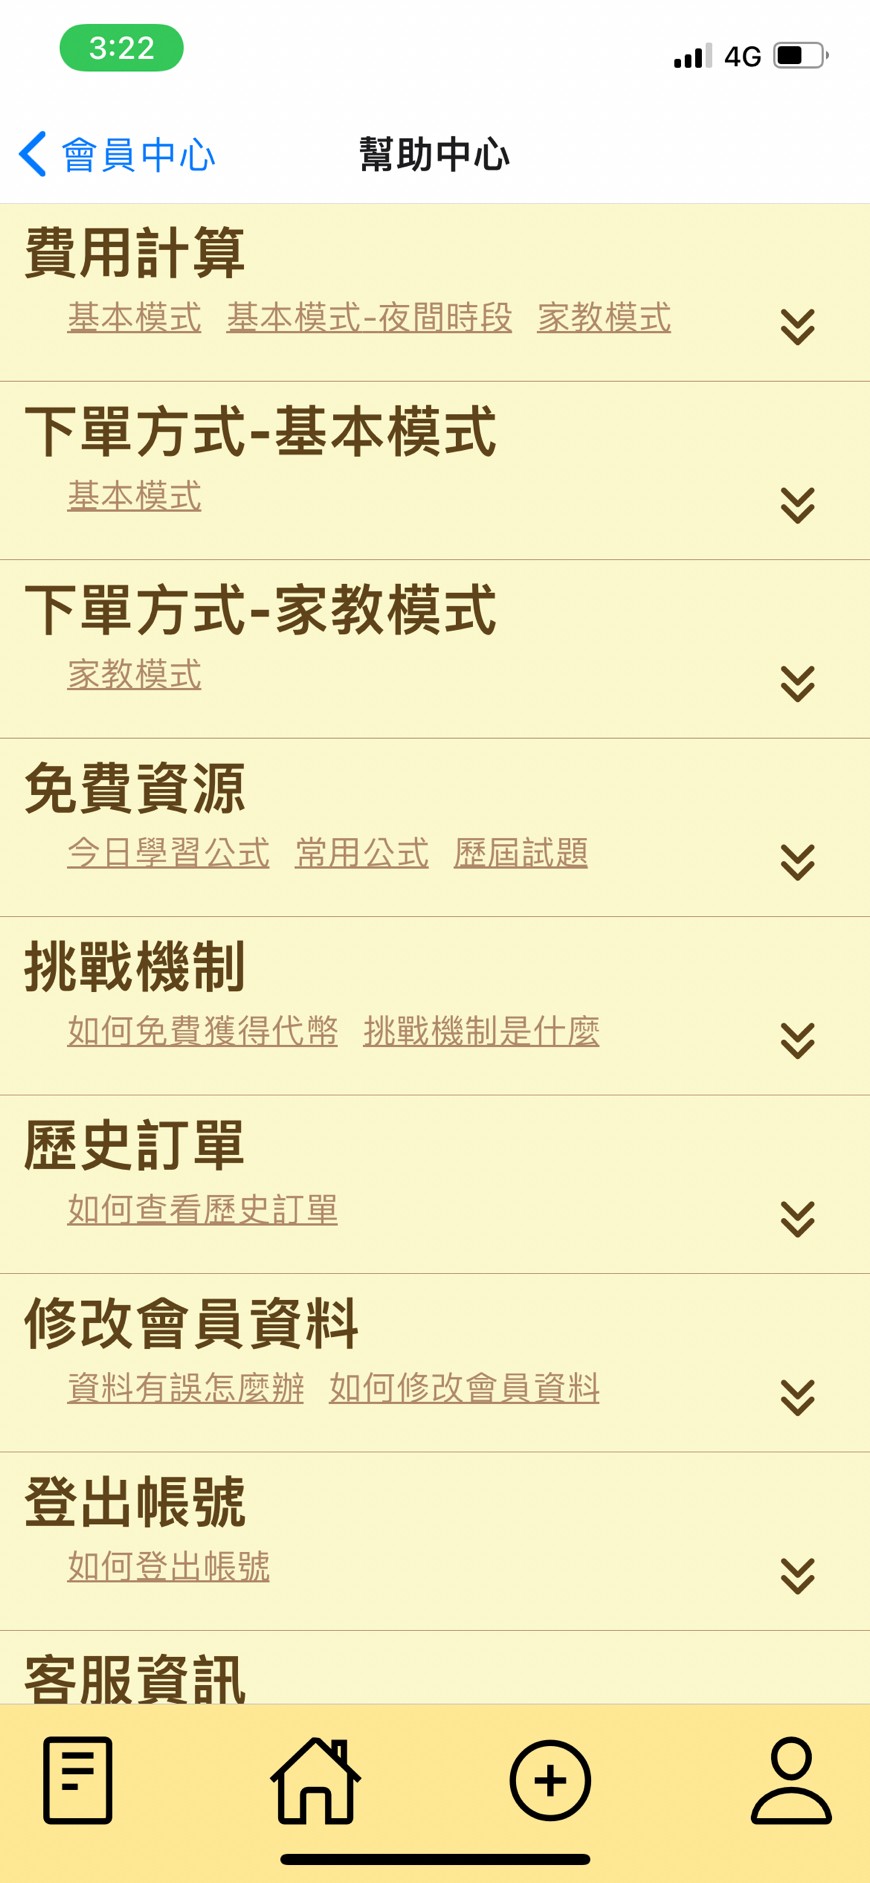 3:22
4G
會員中心
幫助中心
費用計算
基本模式 基本模式-夜間時段 家教模式
下單方式-基本模式
基本模式
下單方式-家教模式
家教模式
免費資源
今日學習公式 常用公式 歷屆試題
挑戰機制
如何免費獲得代幣 挑戰機制是什麼
歷史訂單
如何查看歷史訂單
修改會員資料
資料有誤怎麼辦 如何修改會員資料
登出帳號
如何登出帳號
客服資訊